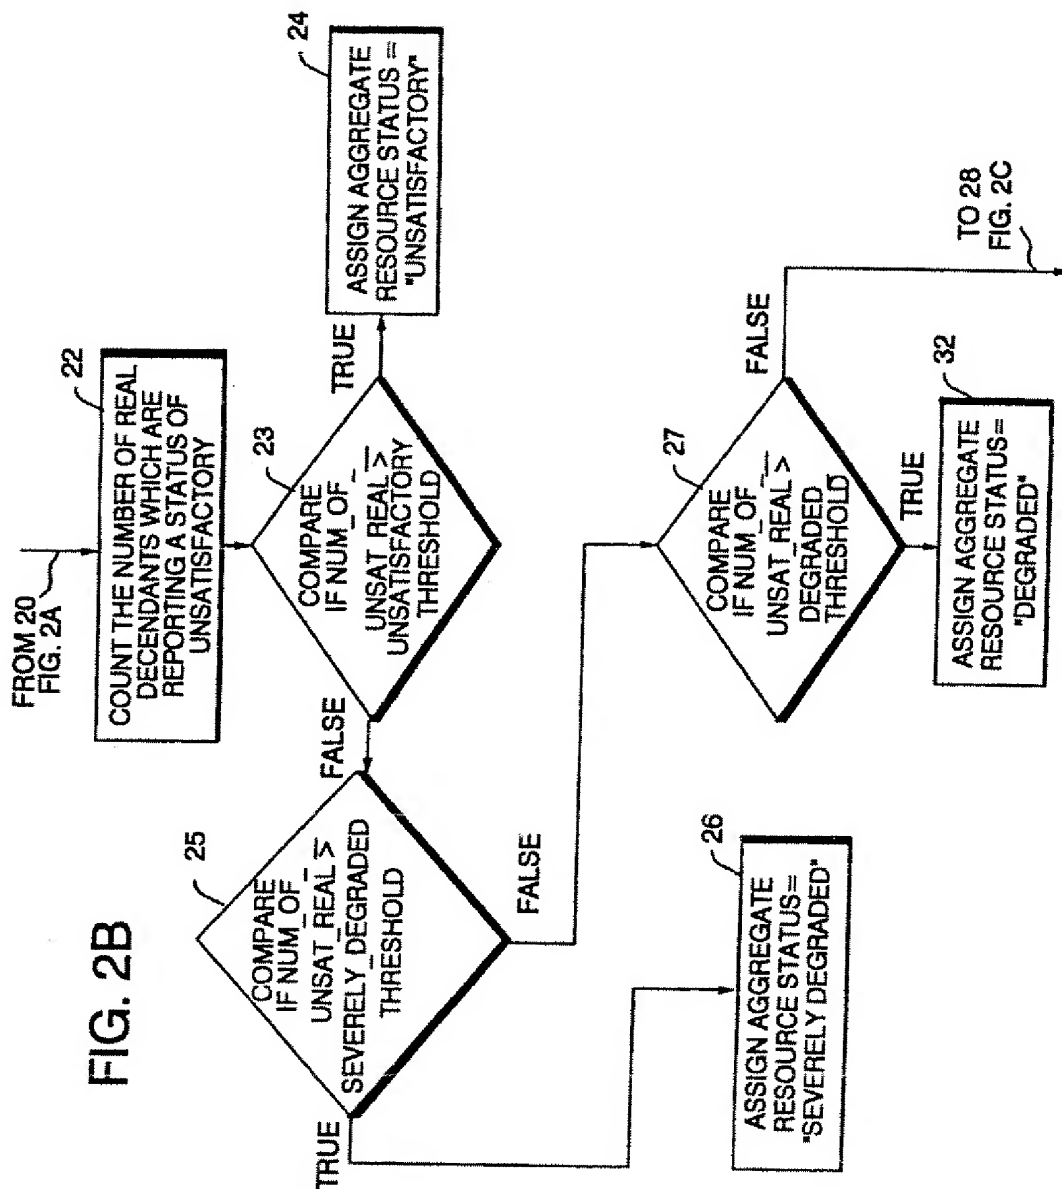 FIG. 2B
FROM 20
FIG. 2A
22
COUNT THE NUMBER OF REAL
DECENDANTS WHICH ARE
REPORTING A STATUS OF
UNSATISFACTORY
23
COMPARE
IF NUM_OF_
UNSAT_REAL >
UNSATISFACTORY
THRESHOLD
TRUE
24
ASSIGN AGGREGATE
RESOURCE STATUS =
"UNSATISFACTORY"
FALSE
25
COMPARE
IF NUM_OF_
UNSAT_REAL >
SEVERELY_DEGRADED
THRESHOLD
TRUE
26
ASSIGN AGGREGATE
RESOURCE STATUS=
"SEVERELY DEGRADED"
FALSE
27
COMPARE
IF NUM_OF_
UNSAT_REAL >
DEGRADED
THRESHOLD
TRUE
32
ASSIGN AGGREGATE
RESOURCE STATUS=
"DEGRADED"
FALSE
TO 28
FIG. 2C